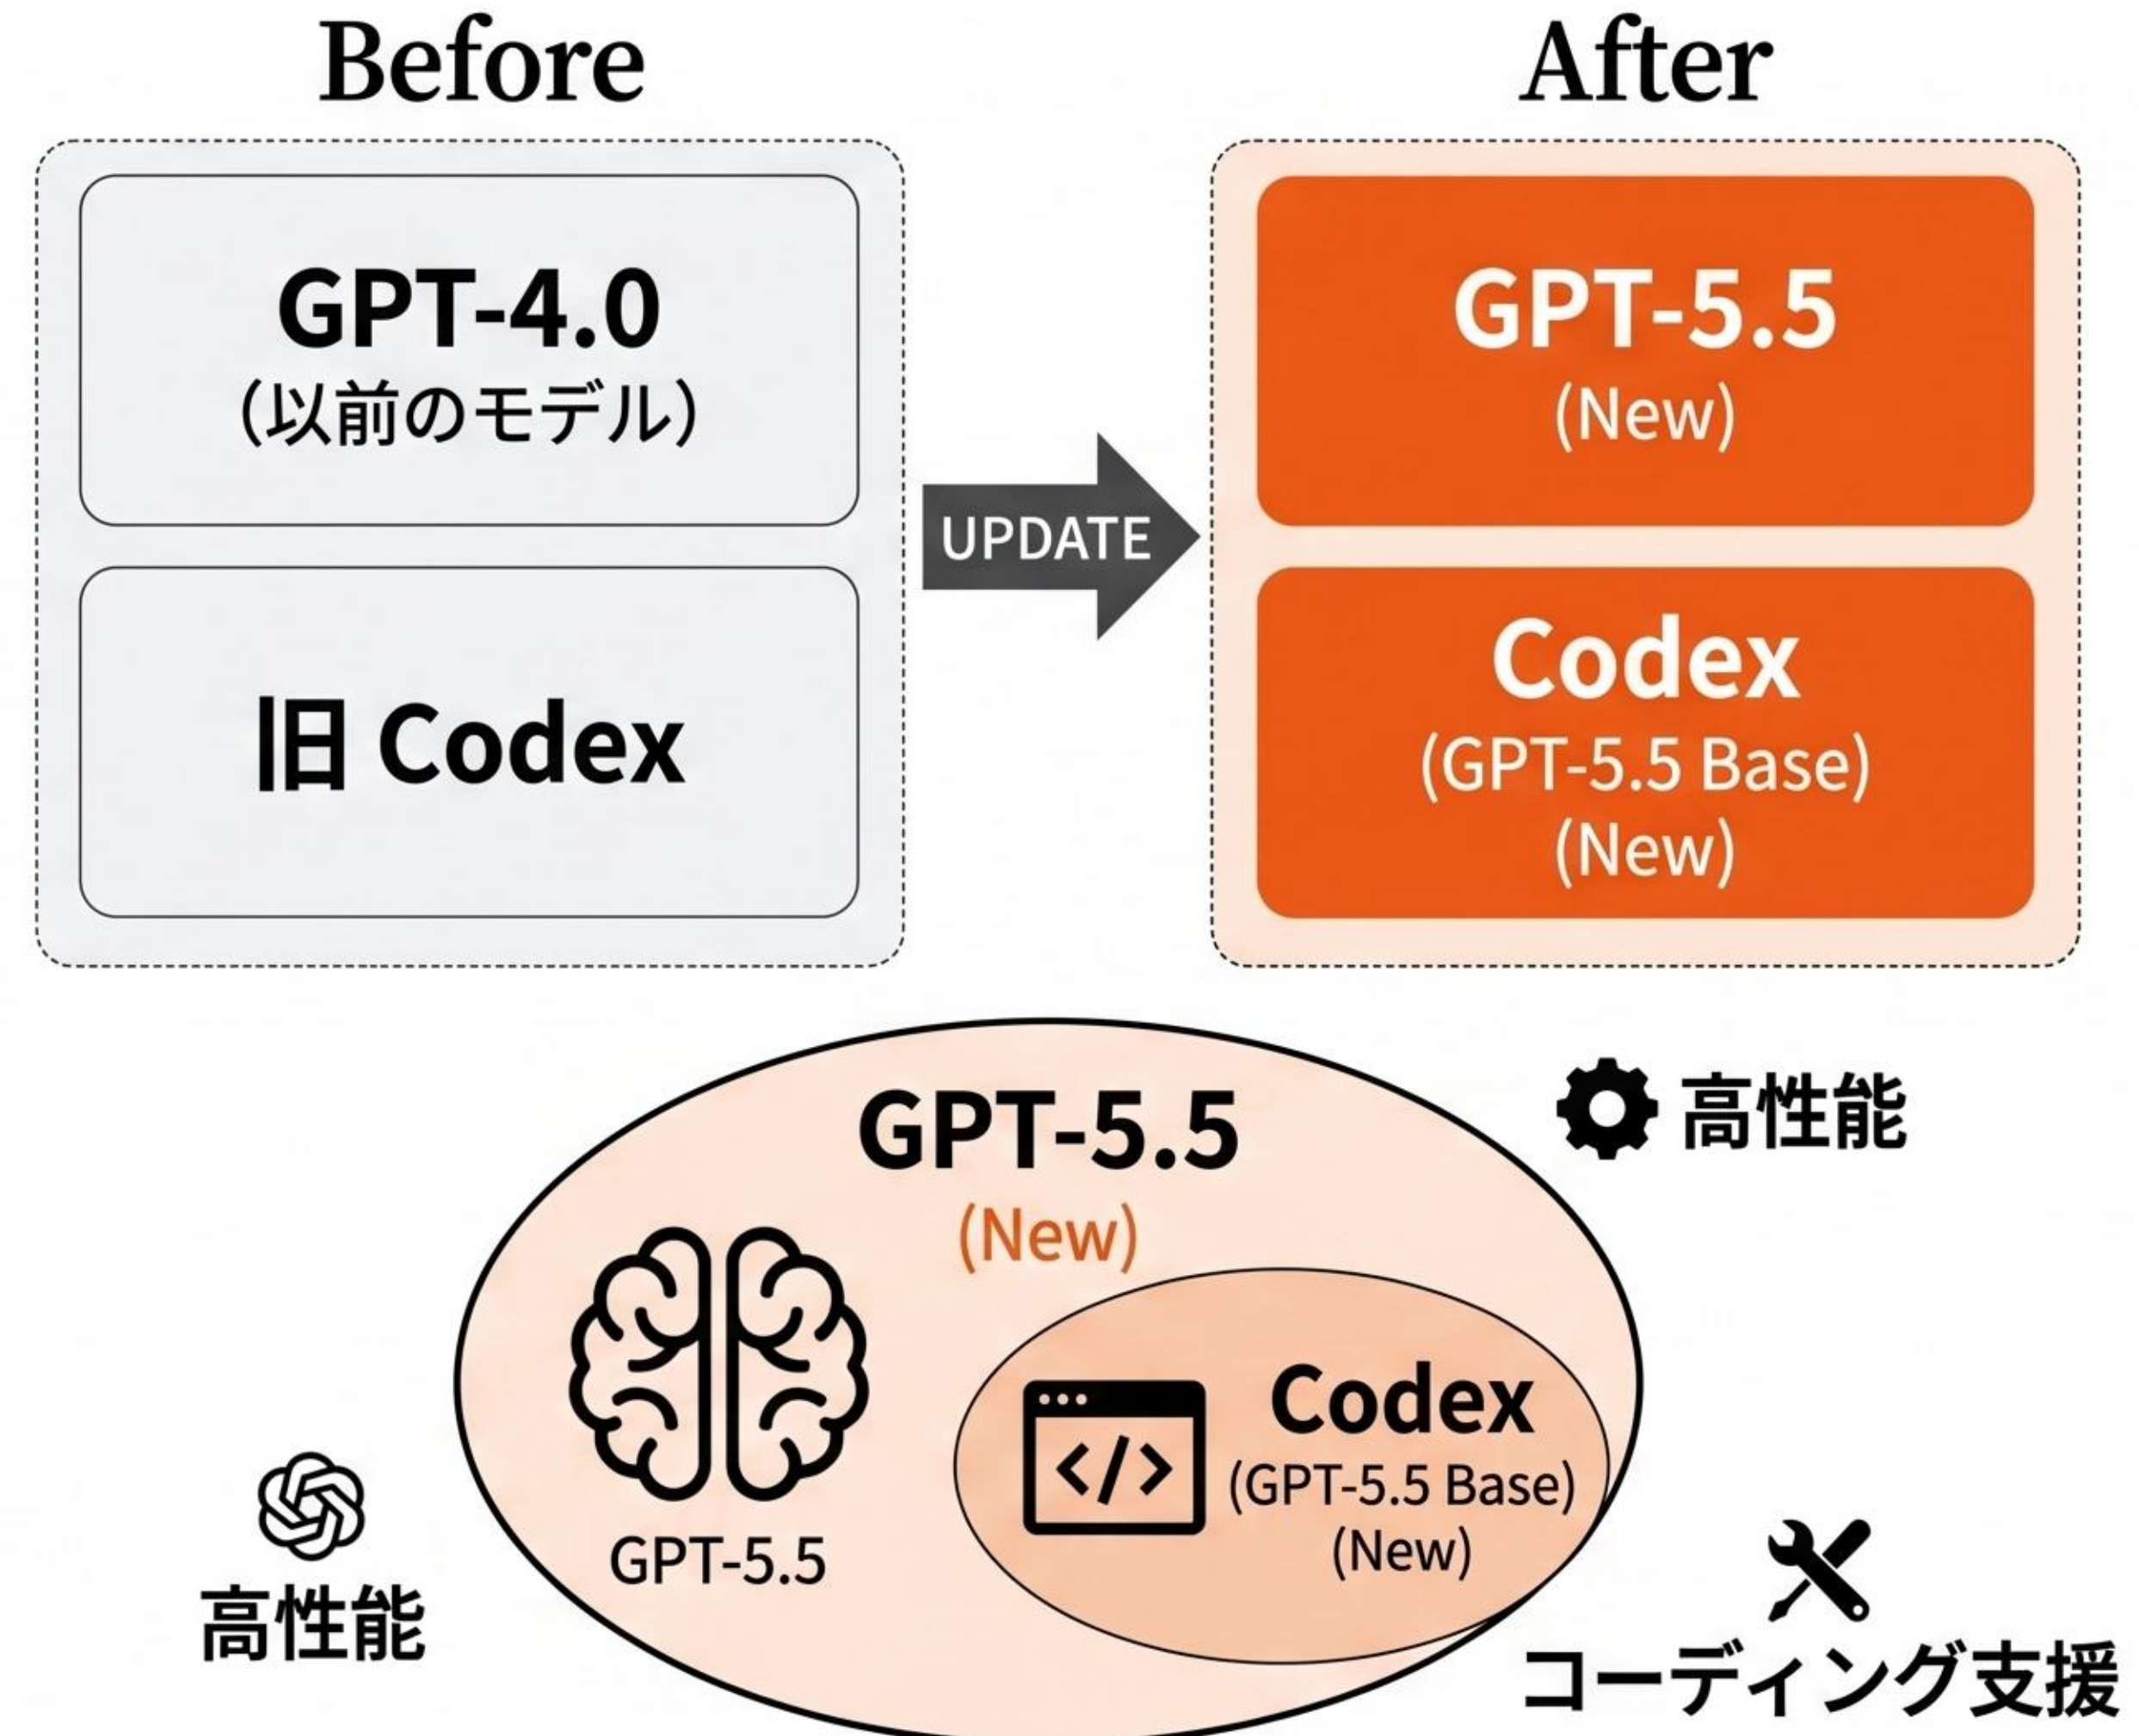 Before
After
GPT-4.0
（以前のモデル）
旧 Codex
UPDATE
GPT-5.5
(New)
Codex
(GPT-5.5 Base)
(New)
GPT-5.5
(New)
GPT-5.5
Codex
(GPT-5.5 Base)
(New)
高性能
高性能
コーディング支援